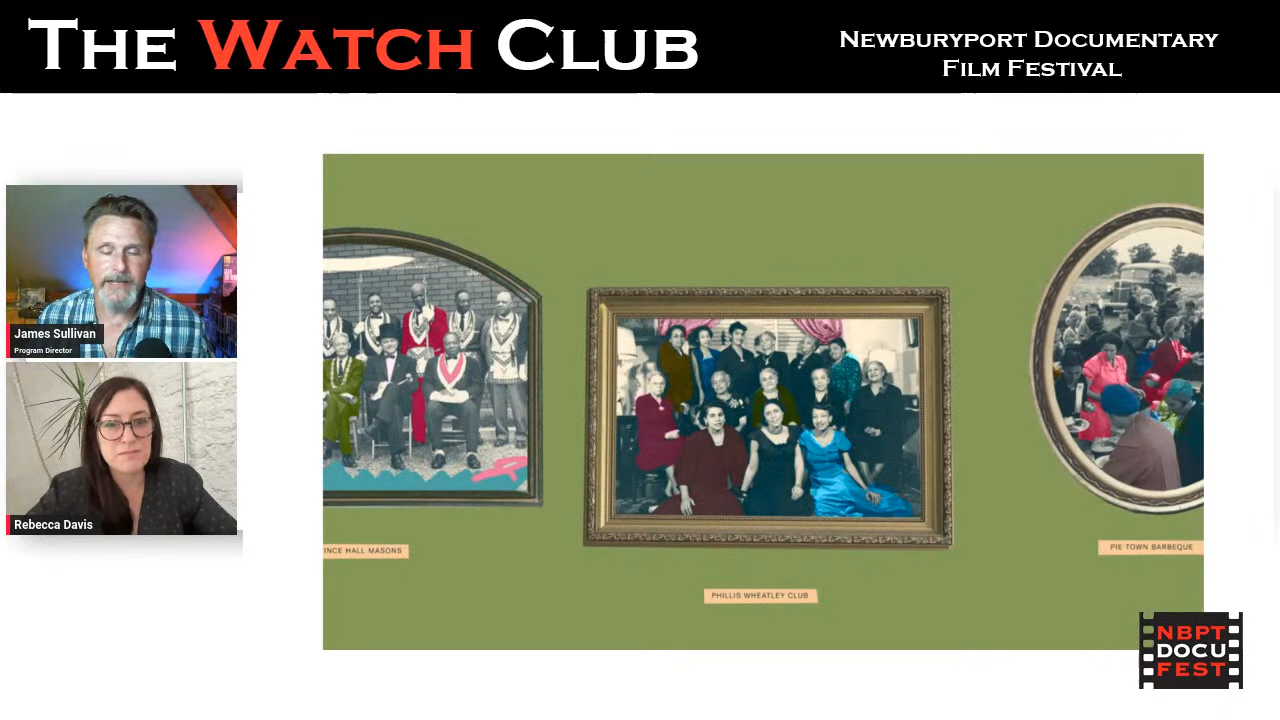 THE WATCH CLUB
NEWBURYPORT DOCUMENTARY
FILM FESTIVAL
James Sullivan
Program Director
Rebecca Davis
INCE HALL MASONS
PHILLIS WHEATLEY CLUB
PIE TOWN BARBEQUE
NBPT
DOCU
FEST